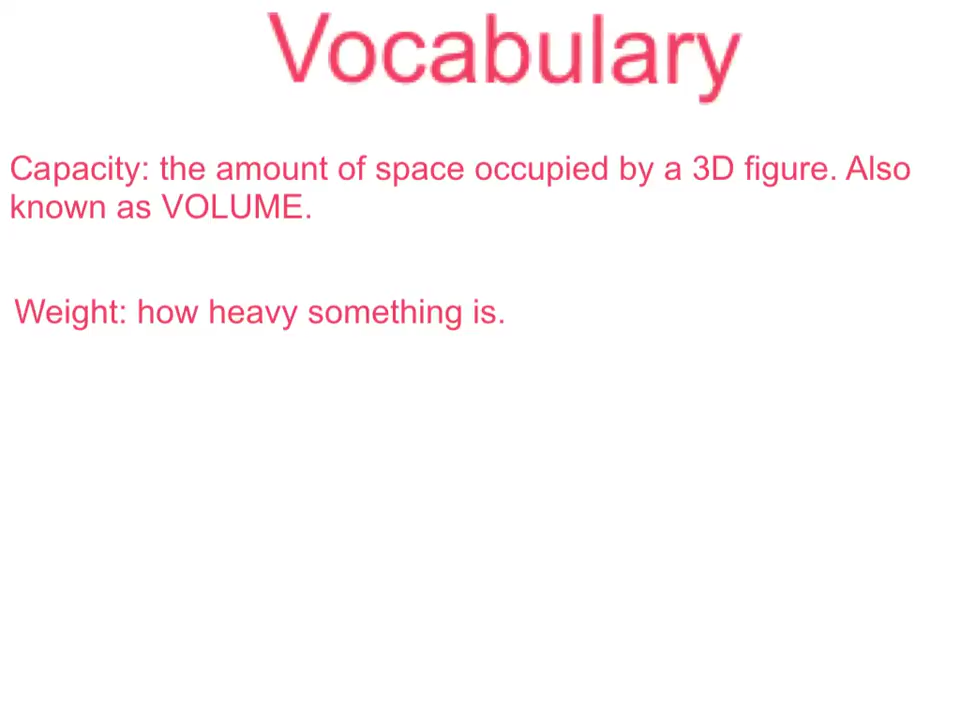 Vocabulary
Capacity: the amount of space occupied by a 3D figure. Also
known as VOLUME.
Weight: how heavy something is.